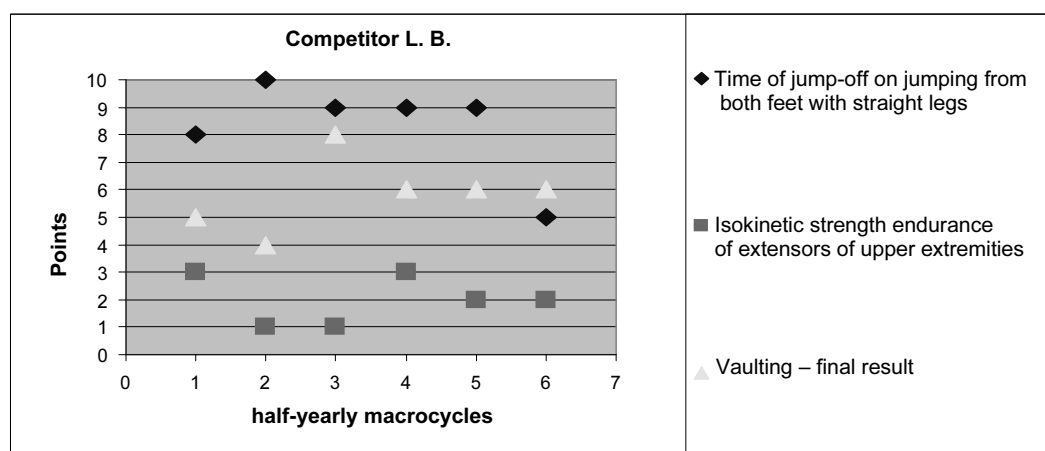 Competitor L. B.
10
9
8
7
6
5
4
3
2
1
0
Points
0 1 2 3 4 5 6 7
half-yearly macrocycles
Time of jump-off on jumping from
both feet with straight legs
Isokinetic strength endurance
of extensors of upper extremities
Vaulting – final result